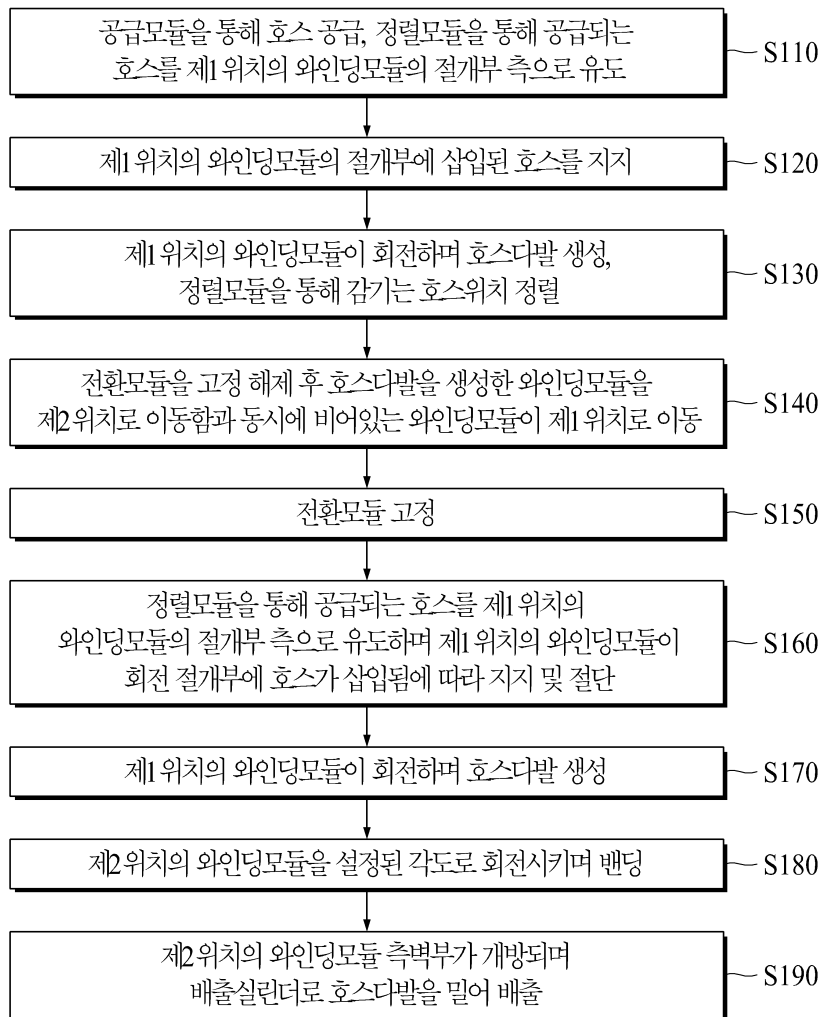 공급모듈을 통해 호스 공급, 정렬모듈을 통해 공급되는
호스를 제1위치의 와인딩모듈의 절개부 측으로 유도
S110
제1위치의 와인딩모듈의 절개부에 삽입된 호스를 지지
S120
제1위치의 와인딩모듈이 회전하며 호스다발 생성,
정렬모듈을 통해 감기는 호스위치 정렬
S130
전환모듈을 고정 해제 후 호스다발을 생성한 와인딩모듈을
제2위치로 이동함과 동시에 비어있는 와인딩모듈이 제1위치로 이동
S140
전환모듈 고정
S150
정렬모듈을 통해 공급되는 호스를 제1위치의
와인딩모듈의 절개부 측으로 유도하며 제1위치의 와인딩모듈이
회전 절개부에 호스가 삽입됨에 따라 지지 및 절단
S160
제1위치의 와인딩모듈이 회전하며 호스다발 생성
S170
제2위치의 와인딩모듈을 설정된 각도로 회전시키며 밴딩
S180
제2위치의 와인딩모듈 측벽부가 개방되며
배출실린더로 호스다발을 밀어 배출
S190